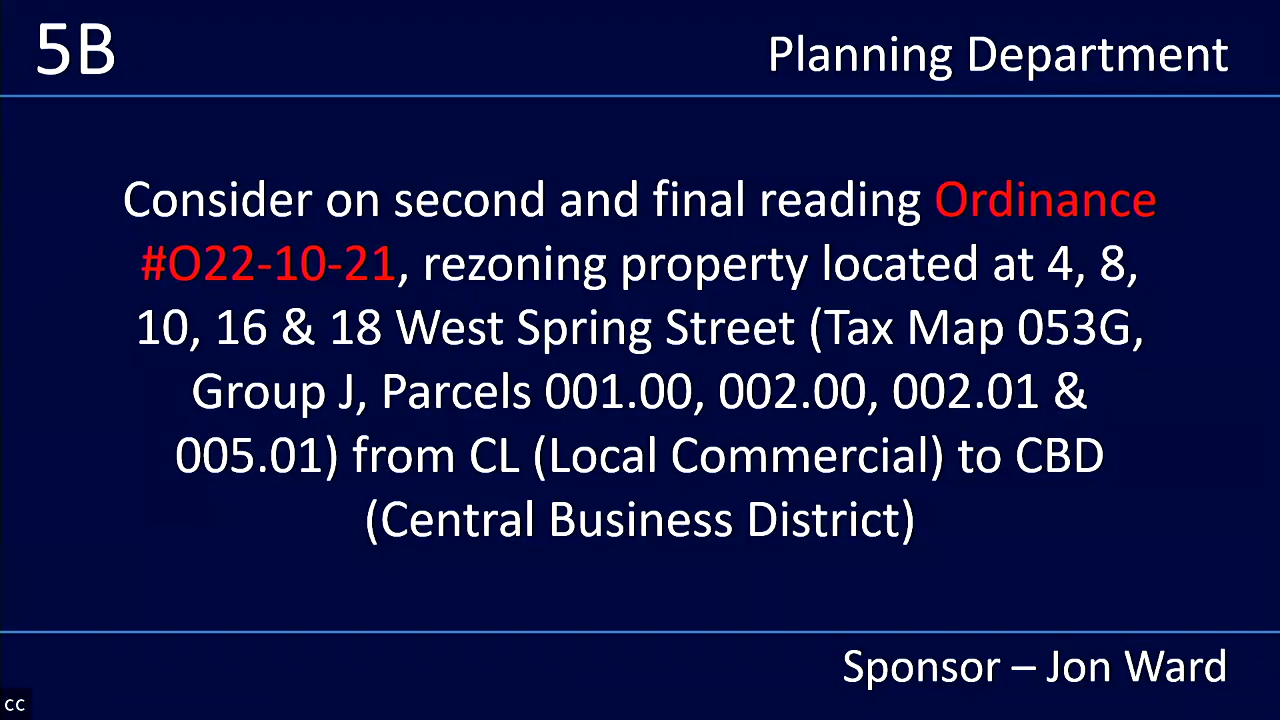 5B
Planning Department
Consider on second and final reading Ordinance
#O22-10-21, rezoning property located at 4, 8,
10, 16 & 18 West Spring Street (Tax Map 053G,
Group J, Parcels 001.00, 002.00, 002.01 &
005.01) from CL (Local Commercial) to CBD
(Central Business District)
Sponsor – Jon Ward
CC